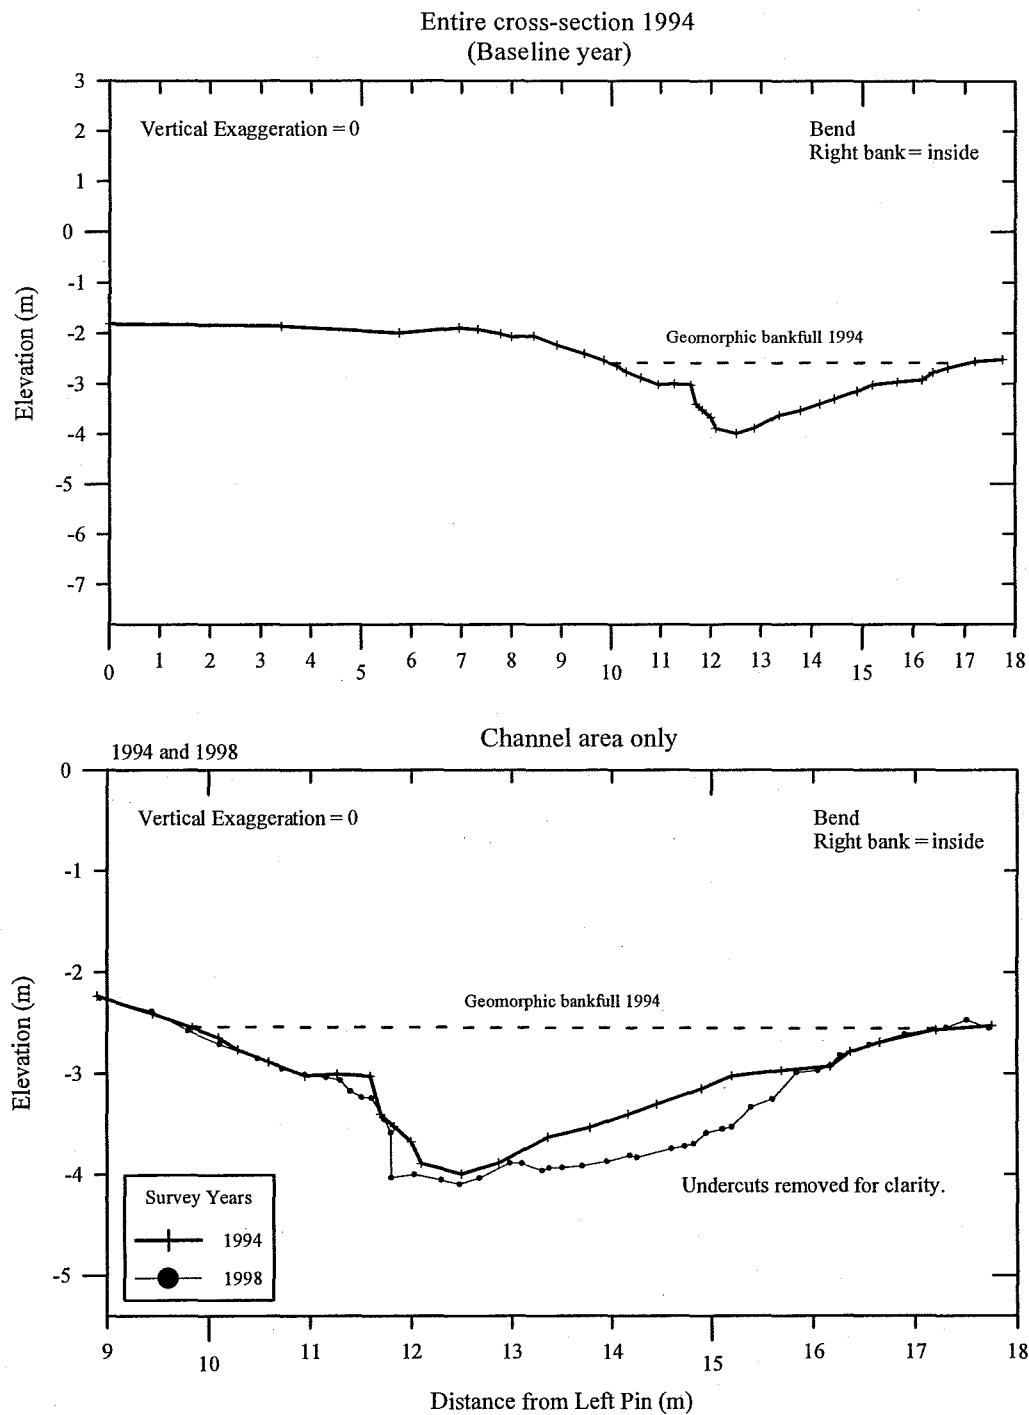 Entire cross-section 1994
(Baseline year)
3
2
1
0
-1
-2
-3
-4
-5
-6
-7
Elevation (m)
Vertical Exaggeration = 0
Bend
Right bank = inside
Geomorphic bankfull 1994
0 1 2 3 4 5 6 7 8 9 10 11 12 13 14 15 16 17 18
Channel area only
1994 and 1998
0
-1
-2
-3
-4
-5
Elevation (m)
Vertical Exaggeration = 0
Bend
Right bank = inside
Geomorphic bankfull 1994
Undercuts removed for clarity.
Survey Years
1994
1998
9 10 11 12 13 14 15 16 17 18
Distance from Left Pin (m)